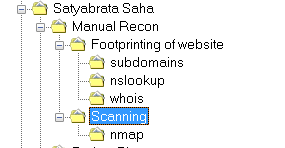 Satyabrata Saha
Manual Recon
Footprinting of website
subdomains
nslookup
whois
Scanning
nmap